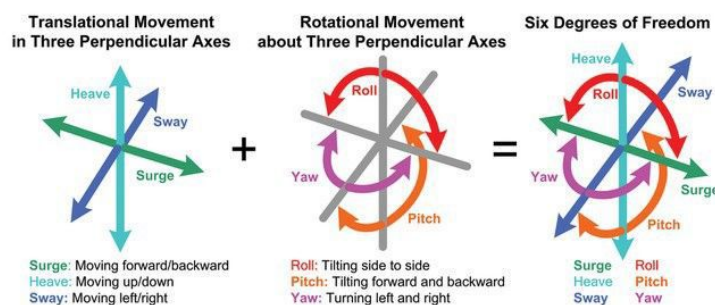 Translational Movement
in Three Perpendicular Axes
Heave
Sway
Surge
Surge: Moving forward/backward
Heave: Moving up/down
Sway: Moving left/right
+
Rotational Movement
about Three Perpendicular Axes
Roll
Yaw
Pitch
Roll: Tilting side to side
Pitch: Tilting forward and backward
Yaw: Turning left and right
=
Six Degrees of Freedom
Heave
Roll
Sway
Yaw
Surge
Pitch
Surge Roll
Heave Pitch
Sway Yaw